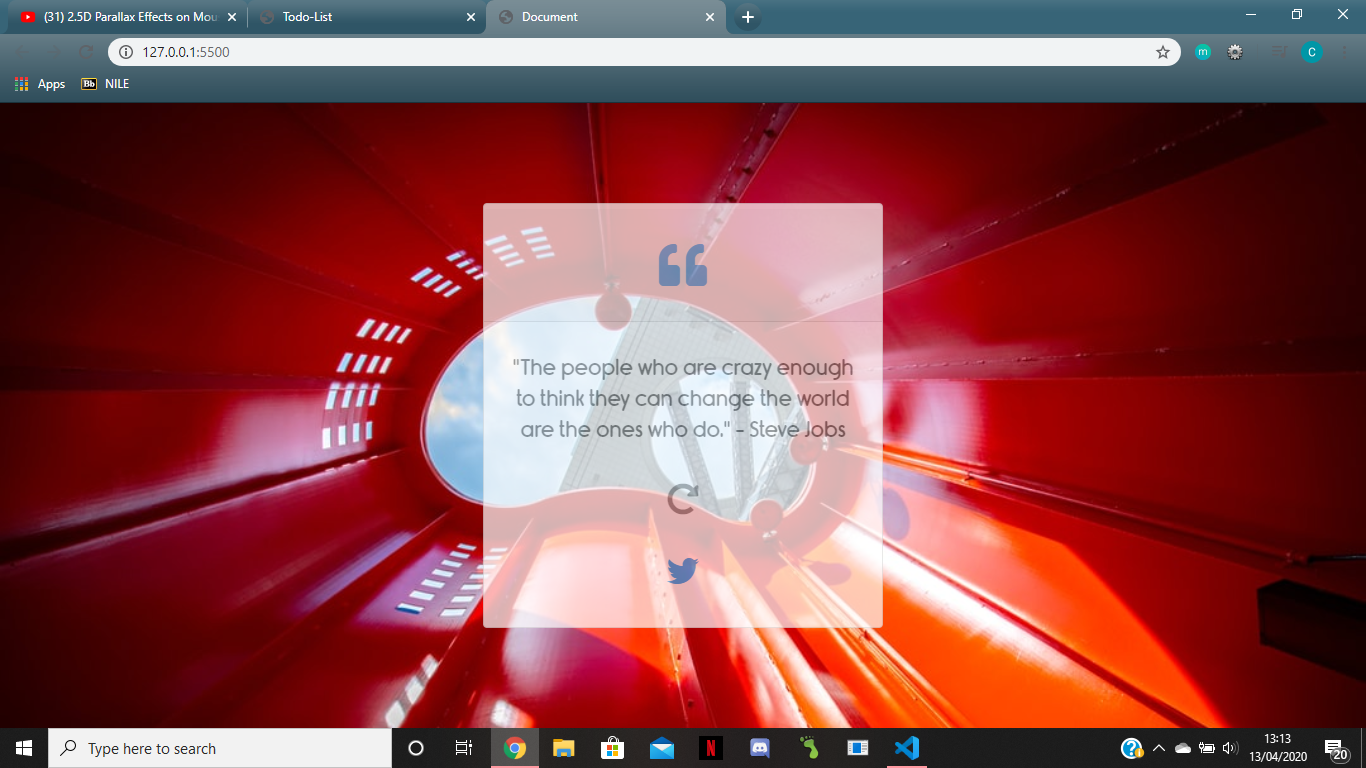 (31) 2.5D Parallax Effects on Mou
Todo-List
Document
127.0.0.1:5500
m
C
Apps
Bb
NILE
"The people who are crazy enough
to think they can change the world
are the ones who do." - Steve Jobs
Type here to search
N
13:13
13/04/2020
20